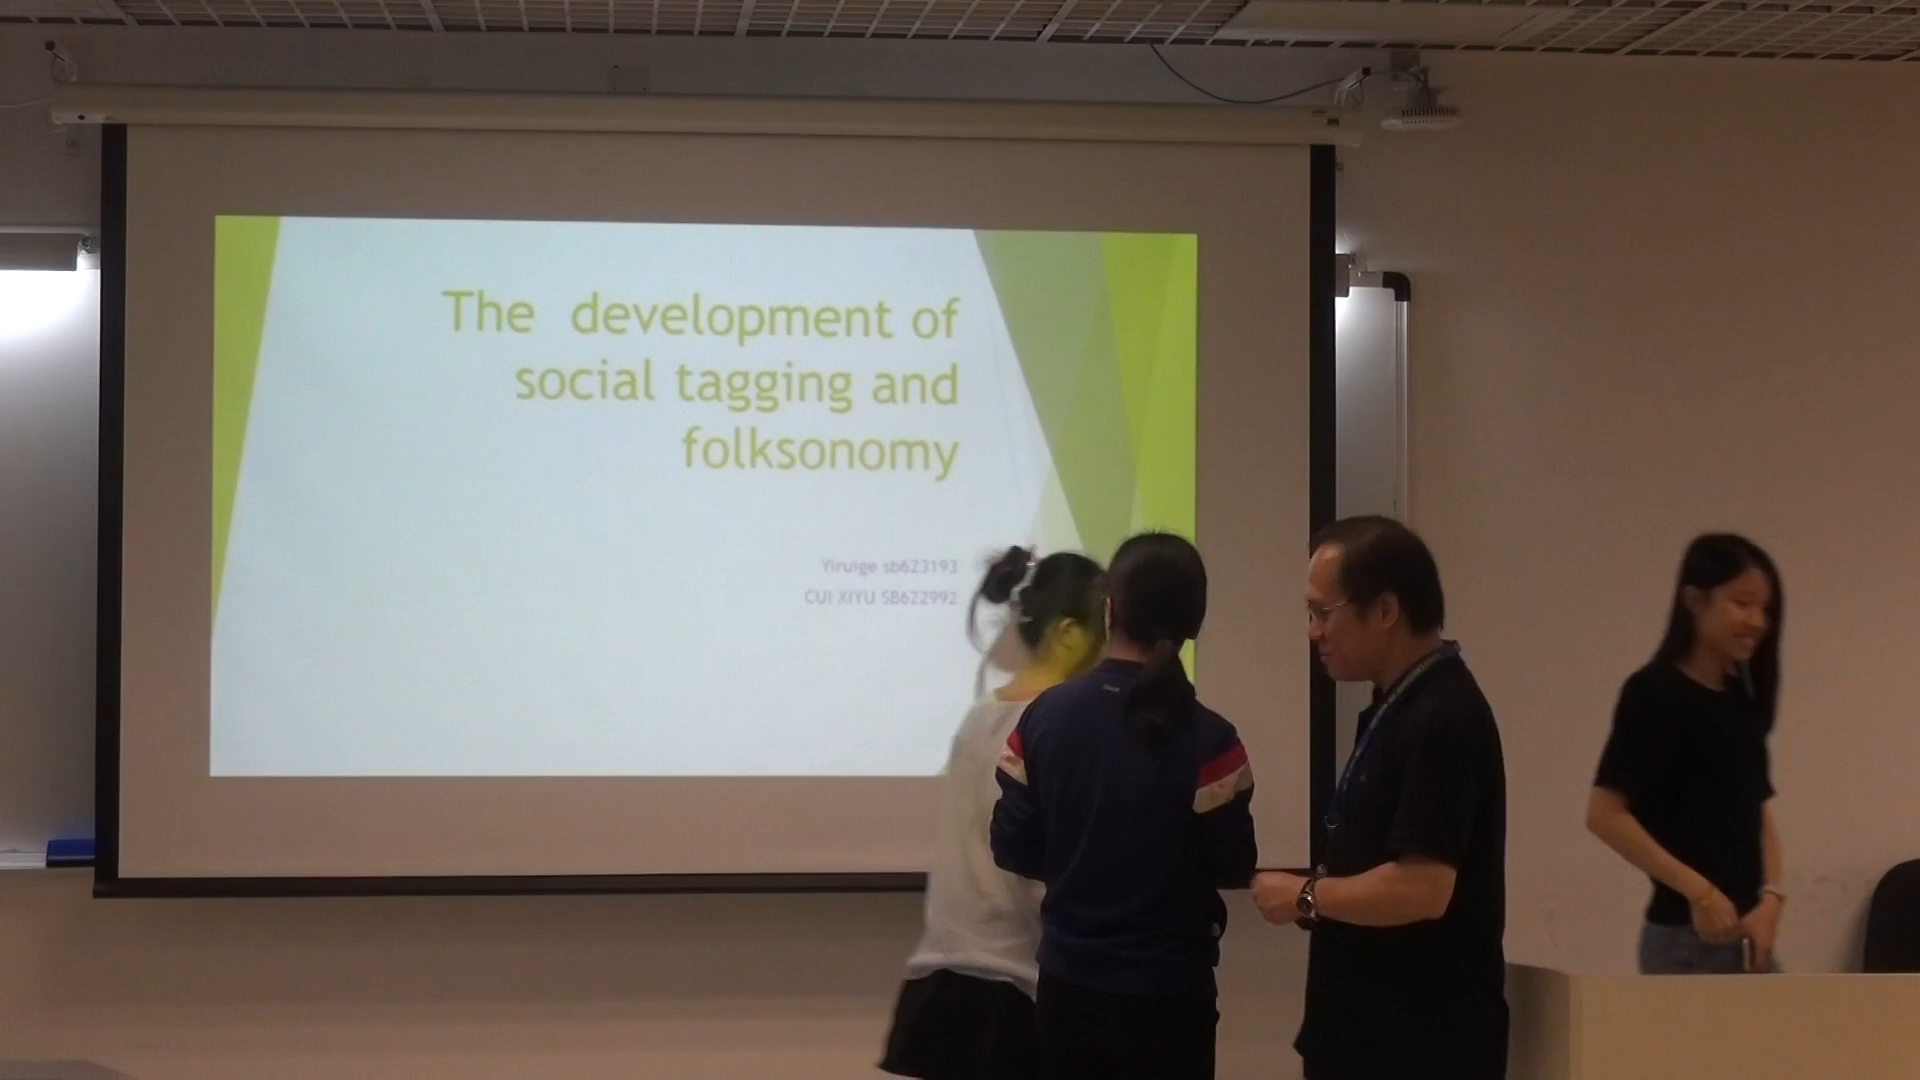 The development of
social tagging and
folksonomy
Yiruige sb623193
CUI XIYU SB622992